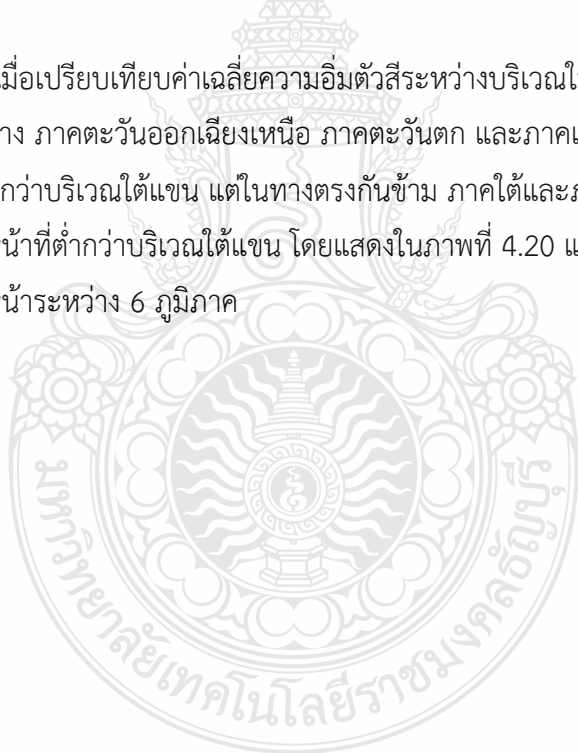 มื่อเปรียบเทียบค่าเฉลี่ยความอิ่มตัวสีระหว่างบริเวณใ
าง ภาคตะวันออกเฉียงเหนือ ภาคตะวันตก และภาคเ
กว่าบริเวณใต้แขน แต่ในทางตรงกันข้าม ภาคใต้และภ
น้าที่ต่ำกว่าบริเวณใต้แขน โดยแสดงในภาพที่ 4.20 แ
น้าระหว่าง 6 ภูมิภาค
มหาวิทยาลัยเทคโนโลยีราชมงคลธัญบุรี